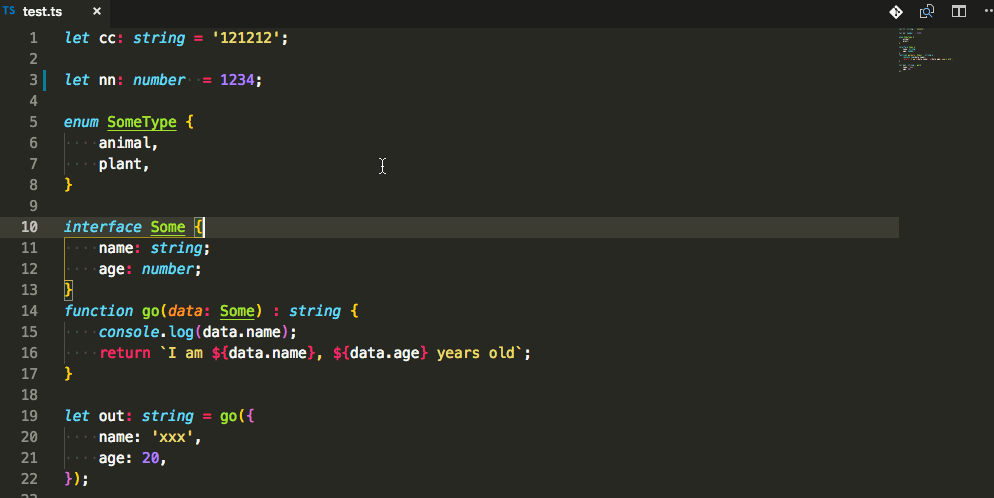 TS test.ts ×
1 let cc: string = '121212';
2
3 let nn: number  = 1234;
4
5 enum SomeType {
6     animal,
7     plant,
8 }
9
10 interface Some {
11     name: string;
12     age: number;
13 }
14 function go(data: Some) : string {
15     console.log(data.name);
16     return `I am ${data.name}, ${data.age} years old`;
17 }
18
19 let out: string = go({
20     name: 'xxx',
21     age: 20,
22 });